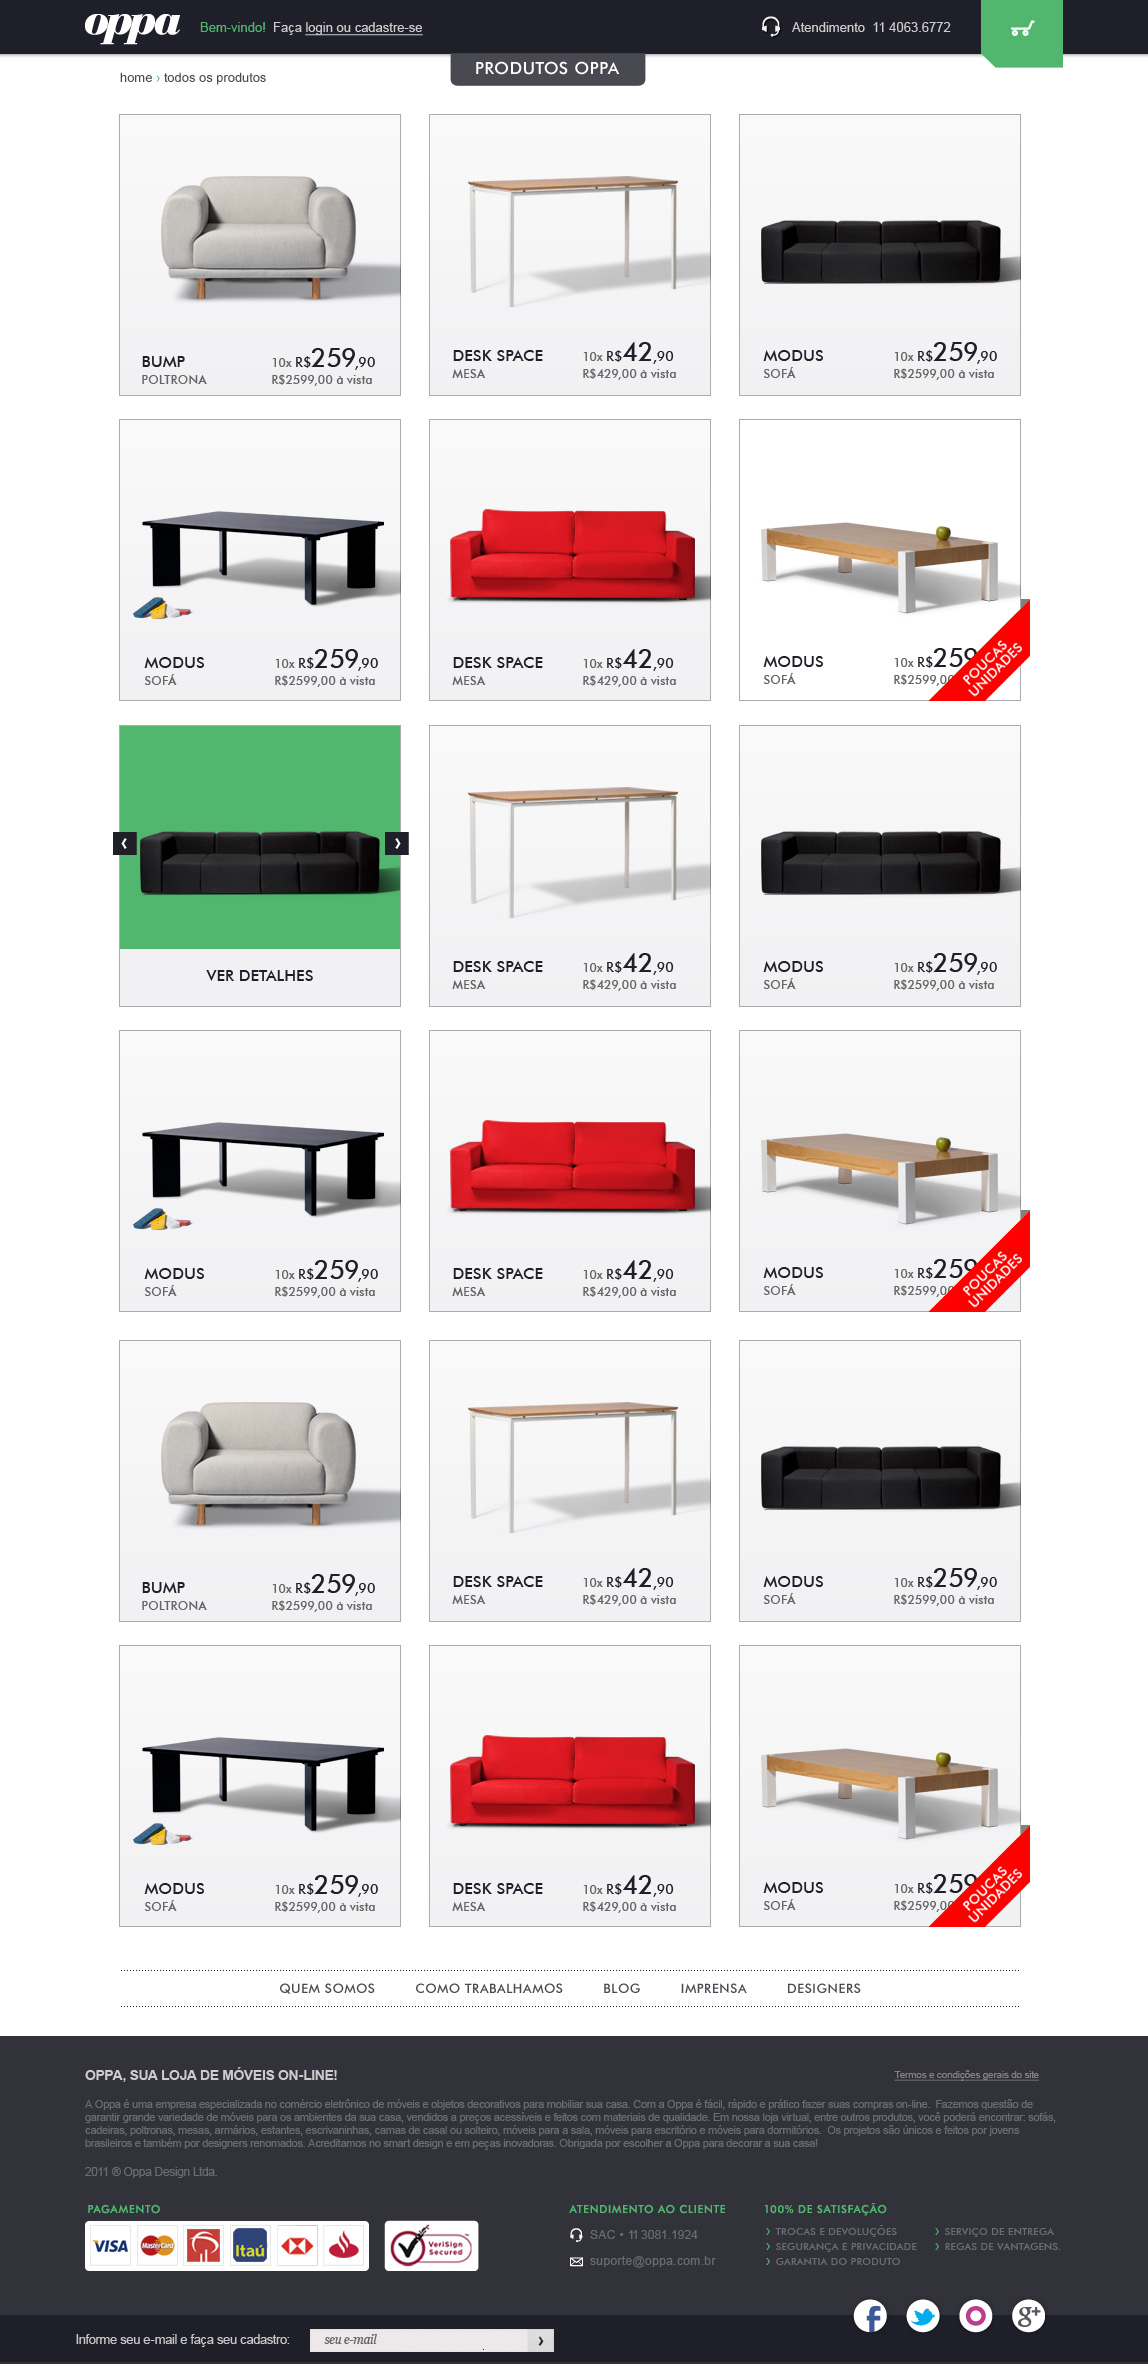 oppa
Bem-vindo! Faça login ou cadastre-se
Atendimento 11 4063.6772
home › todos os produtos
PRODUTOS OPPA
BUMP 10x R$259,90
POLTRONA R$2599,00 à vista
DESK SPACE 10x R$42,90
MESA R$429,00 à vista
MODUS 10x R$259,90
SOFÁ R$2599,00 à vista
MODUS 10x R$259,90
SOFÁ R$2599,00 à vista
DESK SPACE 10x R$42,90
MESA R$429,00 à vista
MODUS 10x R$259
SOFÁ R$2599,00
POUCAS
UNIDADES
VER DETALHES
DESK SPACE 10x R$42,90
MESA R$429,00 à vista
MODUS 10x R$259,90
SOFÁ R$2599,00 à vista
MODUS 10x R$259,90
SOFÁ R$2599,00 à vista
DESK SPACE 10x R$42,90
MESA R$429,00 à vista
MODUS 10x R$259
SOFÁ R$2599,00
POUCAS
UNIDADES
BUMP 10x R$259,90
POLTRONA R$2599,00 à vista
DESK SPACE 10x R$42,90
MESA R$429,00 à vista
MODUS 10x R$259,90
SOFÁ R$2599,00 à vista
MODUS 10x R$259,90
SOFÁ R$2599,00 à vista
DESK SPACE 10x R$42,90
MESA R$429,00 à vista
MODUS 10x R$259
SOFÁ R$2599,00
POUCAS
UNIDADES
QUEM SOMOS COMO TRABALHAMOS BLOG IMPRENSA DESIGNERS
OPPA, SUA LOJA DE MÓVEIS ON-LINE!
Termos e condições gerais do site
A Oppa é uma empresa especializada no comércio eletrônico de móveis e objetos decorativos para mobiliar sua casa. Com a Oppa é fácil, rápido e prático fazer suas compras on-line. Fazemos questão de
garantir grande variedade de móveis para os ambientes da sua casa, vendidos a preços acessíveis e feitos com materiais de qualidade. Em nossa loja virtual, entre outros produtos, você poderá encontrar: sofás,
cadeiras, poltronas, mesas, armários, estantes, escrivaninhas, camas de casal ou solteiro, móveis para a sala, móveis para escritório e móveis para dormitórios. Os projetos são únicos e feitos por jovens
brasileiros e também por designers renomados. Acreditamos no smart design e em peças inovadoras. Obrigada por escolher a Oppa para decorar a sua casa!
2011 ® Oppa Design Ltda.
PAGAMENTO
VISA MasterCard Itaú
VeriSign
Secured
ATENDIMENTO AO CLIENTE
SAC • 11 3081.1924
suporte@oppa.com.br
100% DE SATISFAÇÃO
› TROCAS E DEVOLUÇÕES › SERVIÇO DE ENTREGA
› SEGURANÇA E PRIVACIDADE › REGAS DE VANTAGENS.
› GARANTIA DO PRODUTO
f g+
Informe seu e-mail e faça seu cadastro: seu e-mail